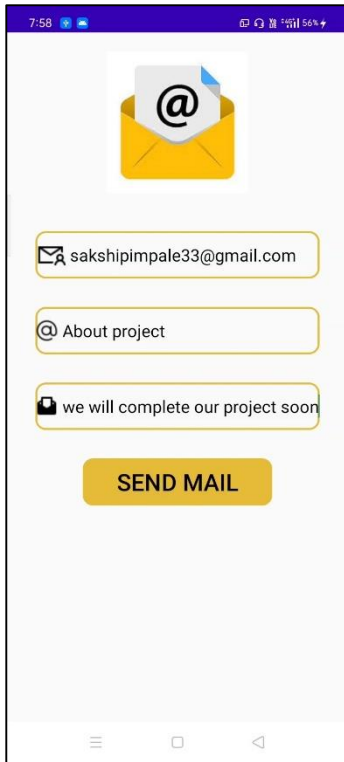 7:58
56%
@
sakshipimpale33@gmail.com
@ About project
we will complete our project soon
SEND MAIL